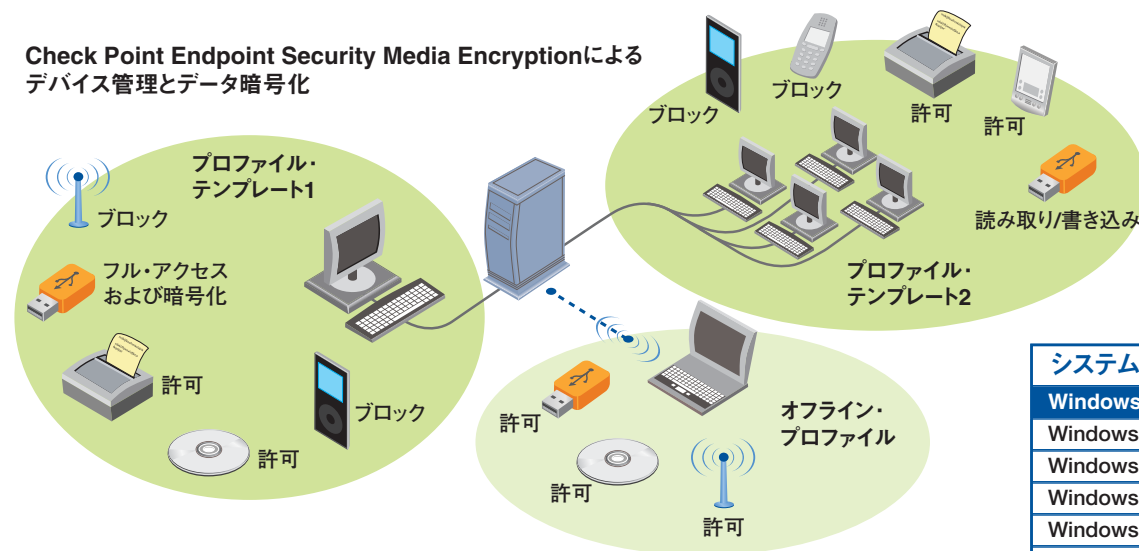 Check Point Endpoint Security Media Encryptionによる
デバイス管理とデータ暗号化
プロファイル・
テンプレート1
ブロック
フル・アクセス
および暗号化
許可
ブロック
許可
ブロック
ブロック
許可
許可
読み取り/書き込み
プロファイル・
テンプレート2
許可
許可
許可
オフライン・
プロファイル
システム
Windows
Windows
Windows
Windows
Windows